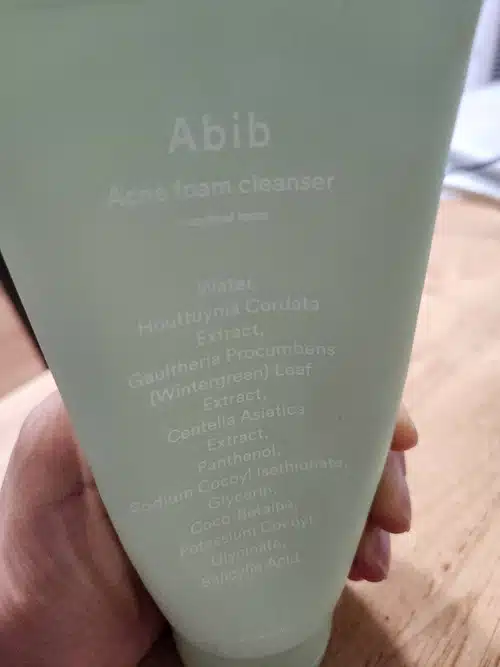 Abib
Acne foam cleanser
Water,
Houttuynia Cordata
Extract,
Gaultheria Procumbens
(Wintergreen) Leaf
Extract,
Centella Asiatica
Extract,
Panthenol,
Sodium Cocoyl Isethionate,
Glycerin,
Coco-Betaine,
Potassium Cocoyl
Glycinate,
Salicylic Acid